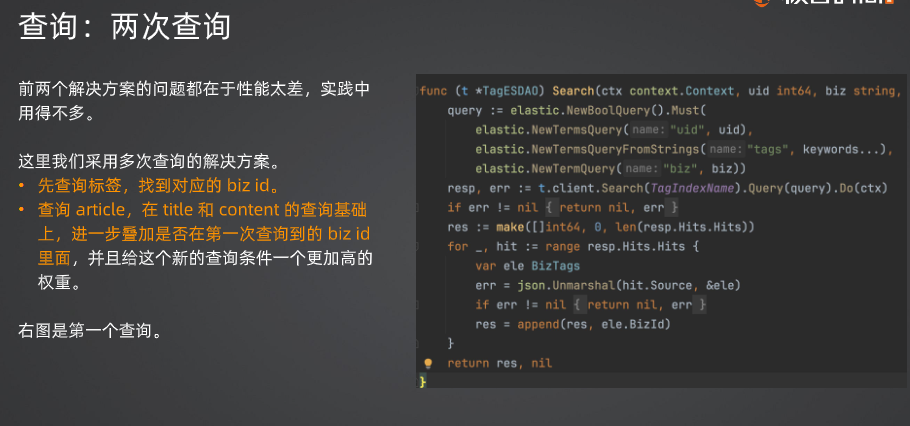 查询：两次查询
前两个解决方案的问题都在于性能太差，实践中
用得不多。
这里我们采用多次查询的解决方案。
• 先查询标签，找到对应的 biz id。
• 查询 article，在 title 和 content 的查询基础
上，进一步叠加是否在第一次查询到的 biz id
里面，并且给这个新的查询条件一个更加高的
权重。
右图是第一个查询。
func (t *TagESDAO) Search(ctx context.Context, uid int64, biz string,
query := elastic.NewBoolQuery().Must(
elastic.NewTermsQuery( name: "uid", uid),
elastic.NewTermsQueryFromStrings( name: "tags", keywords...),
elastic.NewTermQuery( name: "biz", biz))
resp, err := t.client.Search(TagIndexName).Query(query).Do(ctx)
if err != nil { return nil, err }
res := make([]int64, 0, len(resp.Hits.Hits))
for _, hit := range resp.Hits.Hits {
var ele BizTags
err = json.Unmarshal(hit.Source, &ele)
if err != nil { return nil, err }
res = append(res, ele.BizId)
}
return res, nil
}